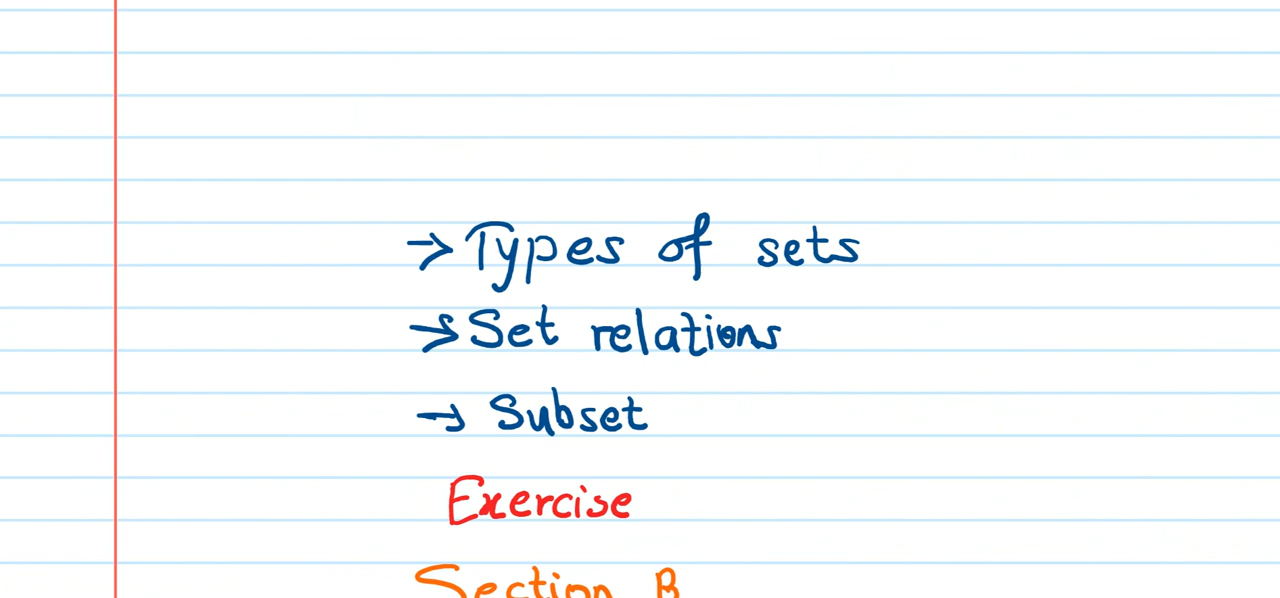 → Types of sets
→ Set relations
→ Subset
Exercise
Section B